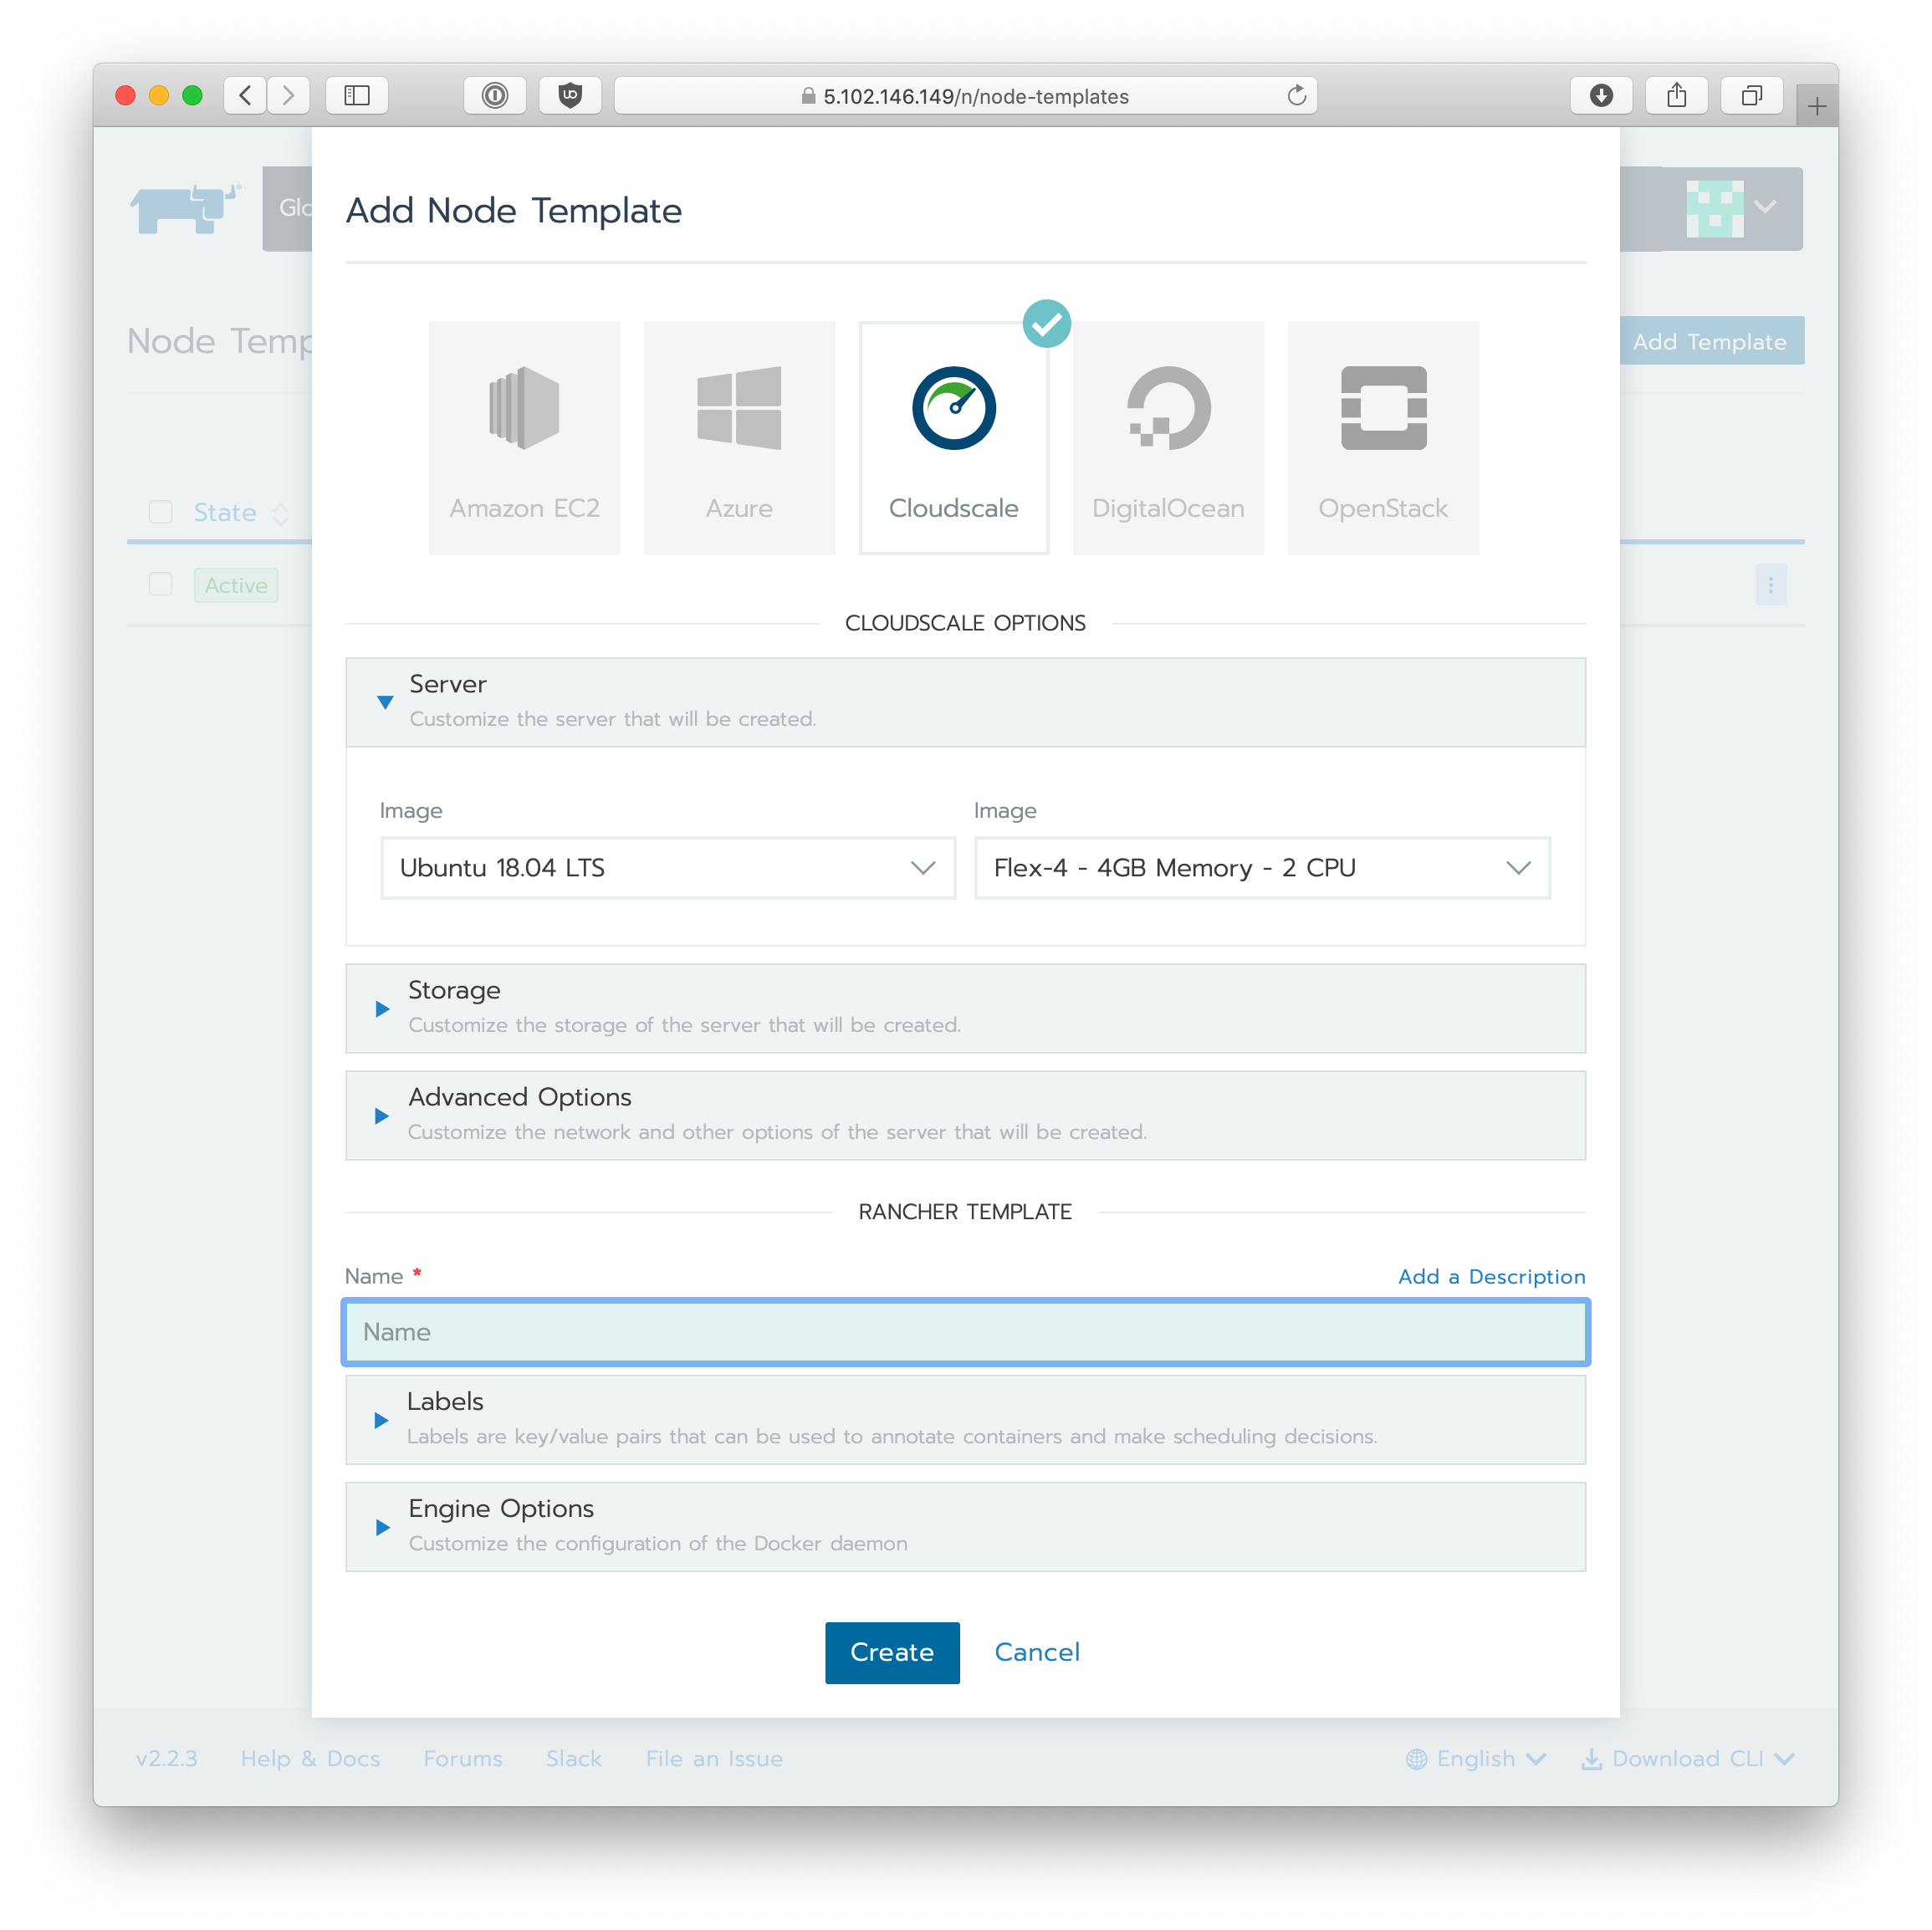 5.102.146.149/n/node-templates
Glo
Add Node Template
Node Temp
Add Template
Amazon EC2
Azure
Cloudscale
DigitalOcean
OpenStack
State
Active
CLOUDSCALE OPTIONS
Server
Customize the server that will be created.
Image
Image
Ubuntu 18.04 LTS
Flex-4 - 4GB Memory - 2 CPU
Storage
Customize the storage of the server that will be created.
Advanced Options
Customize the network and other options of the server that will be created.
RANCHER TEMPLATE
Name *
Add a Description
Name
Labels
Labels are key/value pairs that can be used to annotate containers and make scheduling decisions.
Engine Options
Customize the configuration of the Docker daemon
Create
Cancel
v2.2.3
Help & Docs
Forums
Slack
File an Issue
English
Download CLI